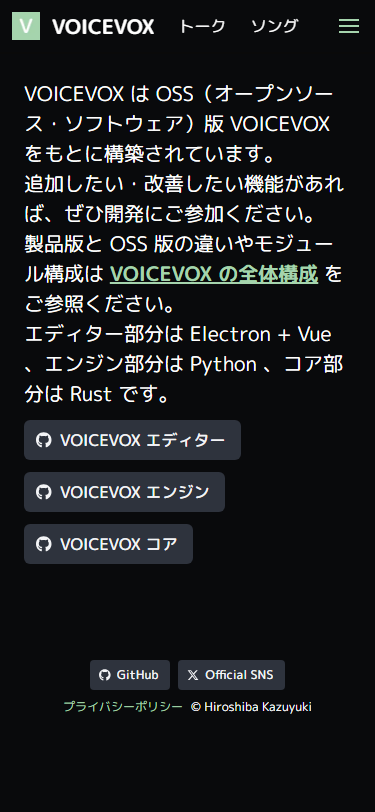 V VOICEVOX トーク ソング
VOICEVOX は OSS（オープンソー
ス・ソフトウェア）版 VOICEVOX
をもとに構築されています。
追加したい・改善したい機能があれ
ば、ぜひ開発にご参加ください。
製品版と OSS 版の違いやモジュー
ル構成は VOICEVOX の全体構成 を
ご参照ください。
エディター部分は Electron + Vue
、エンジン部分は Python 、コア部
分は Rust です。
VOICEVOX エディター
VOICEVOX エンジン
VOICEVOX コア
GitHub Official SNS
プライバシーポリシー © Hiroshiba Kazuyuki